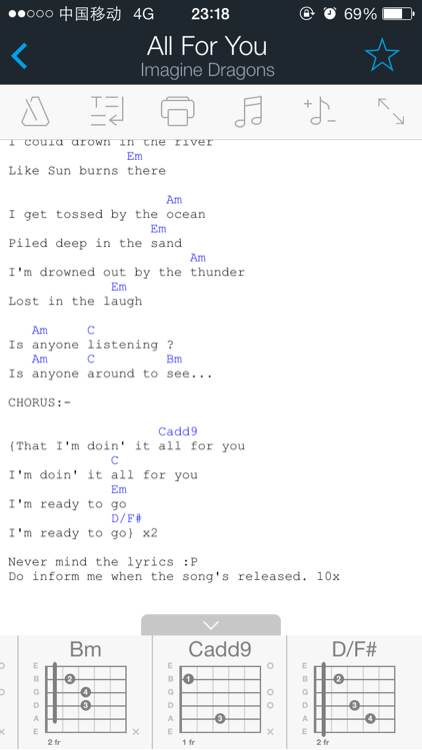 中国移动 4G 23:18 69%
All For You
Imagine Dragons
I could drown in the river
Em
Like Sun burns there
Am
I get tossed by the ocean
Em
Piled deep in the sand
Am
I'm drowned out by the thunder
Em
Lost in the laugh
Am C
Is anyone listening ?
Am C Bm
Is anyone around to see...
CHORUS:-
Cadd9
{That I'm doin' it all for you
C
I'm doin' it all for you
Em
I'm ready to go
D/F#
I'm ready to go} x2
Never mind the lyrics :P
Do inform me when the song's released. l0x
Bm Cadd9 D/F#
E E E
B 2 B 1 B 2
G 4 G G
D 3 D D 3
A A 3 A 4
E E E
2 fr 1 fr 2 fr